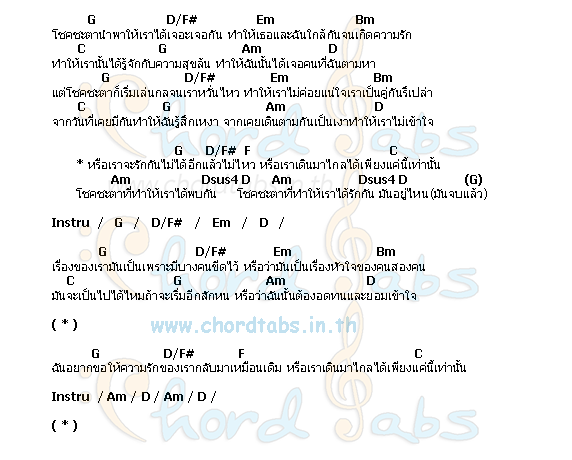 G D/F# Em Bm
โชคชะตานำพาให้เราได้เจอะเจอกัน ทำให้เธอและฉันใกล้กันจนเกิดความรัก
C G Am D
ทำให้เรานั้นได้รู้จักกับความสุขล้น ทำให้ฉันนั้นได้เจอคนที่ฉันตามหา
G D/F# Em Bm
แต่โชคชะตาก็เริ่มเล่นกลจนเราหวั่นไหว ทำให้เราไม่ค่อยแน่ใจเราเป็นคู่กันรึเปล่า
C G Am D
จากวันที่เคยมีกันทำให้ฉันรู้สึกเหงา จากเคยเดินตามกันเป็นเงาทำให้เราไม่เข้าใจ
G D/F# F C
* หรือเราจะรักกันไม่ได้อีกแล้วไม่ไหว หรือเราเดินมาไกลได้เพียงแค่นี้เท่านั้น
Am Dsus4 D Am Dsus4 D (G)
โชคชะตาที่ทำให้เราได้พบกัน โชคชะตาที่ทำให้เราได้รักกัน มันอยู่ไหน (มันจบแล้ว)
Instru / G / D/F# / Em / D /
G D/F# Em Bm
เรื่องของเรามันเป็นเพราะมีบางคนขีดไว้ หรือว่ามันเป็นเรื่องหัวใจของคนสองคน
C G Am D
มันจะเป็นไปได้ไหมถ้าจะเริ่มอีกสักหน หรือว่าฉันนั้นต้องอดทนและยอมเข้าใจ
( * )
www.chordtabs.in.th
G D/F# F C
ฉันอยากขอให้ความรักของเรากลับมาเหมือนเดิม หรือเราเดินมาไกลได้เพียงแค่นี้เท่านั้น
Instru / Am / D / Am / D /
( * )
Chord Tabs